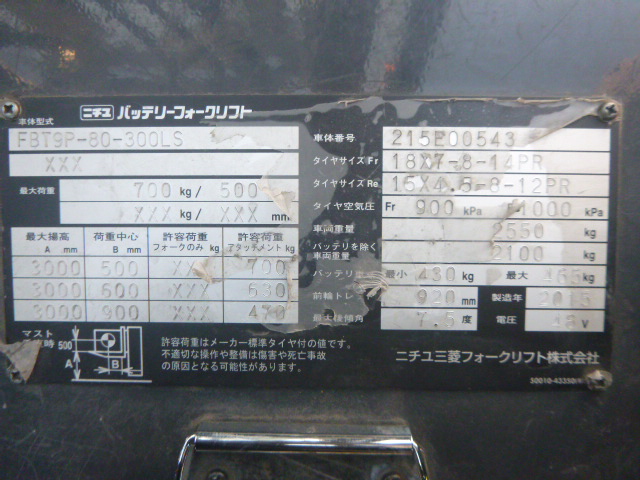 ニチユ バッテリーフォークリフト
車体型式
FBT9P-80-300LS
XXX
最大荷重 700 kg/ 500
XXX kg/ XXX mm
最大揚高 荷重中心 許容荷重 許容荷重
A mm B mm フォークのみ kg アタッチメント kg
3000 500 XXX 700
3000 600 XXX 630
3000 900 XXX 470
マスト
500
A
B
許容荷重はメーカー標準タイヤ付の値です。
不適切な操作や整備は傷害や死亡事故
の原因となる可能性があります。
車体番号 215E00543
タイヤサイズ Fr 18X7-8-14PR
タイヤサイズ Re 15X4.5-8-12PR
タイヤ空気圧 Fr 900 kPa 1000 kPa
車両重量 2550 kg
バッテリを除く
車両重量 2100 kg
バッテリ 最小 430 kg 最大 465 kg
前輪トレ 920 mm 製造年 2015
最大後傾角 7.5 度 電圧 48 V
ニチユ三菱フォークリフト株式会社